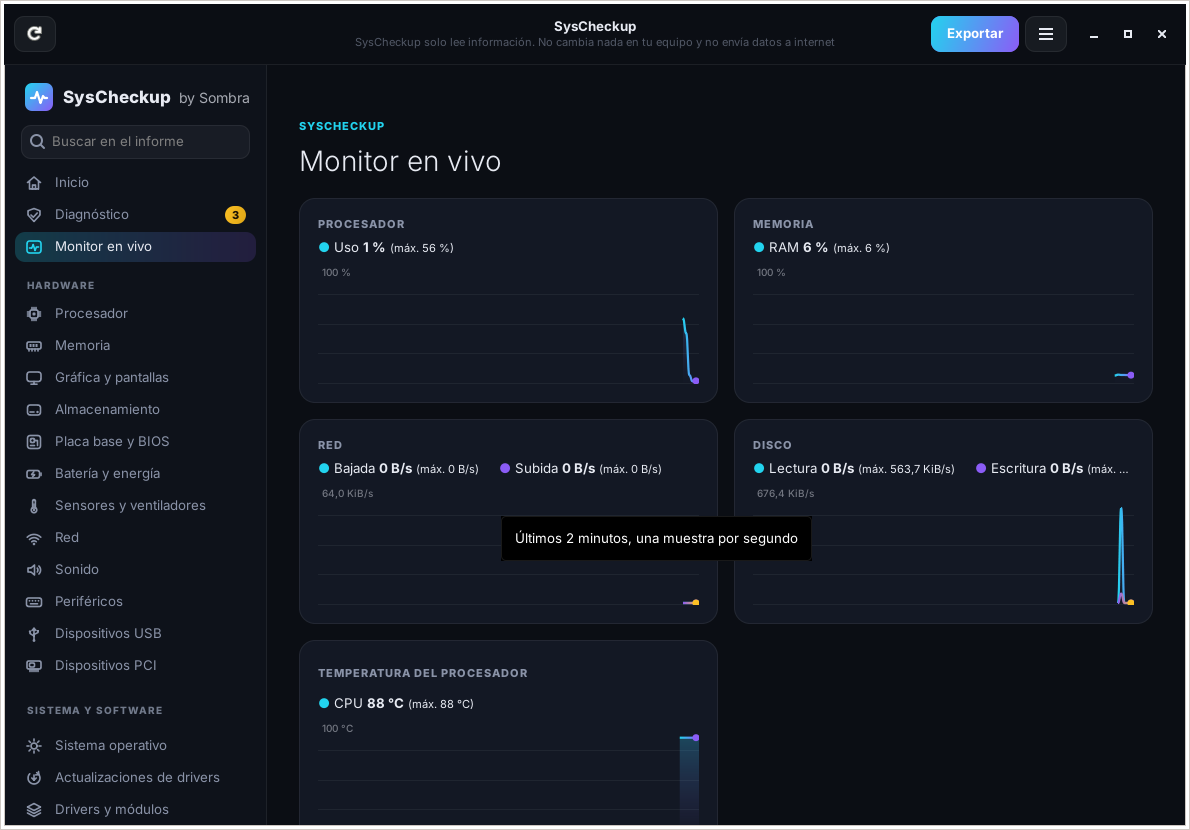 SysCheckup
SysCheckup solo lee información. No cambia nada en tu equipo y no envía datos a internet
Exportar
SysCheckup by Sombra
Buscar en el informe
Inicio
Diagnóstico 3
Monitor en vivo
HARDWARE
Procesador
Memoria
Gráfica y pantallas
Almacenamiento
Placa base y BIOS
Batería y energía
Sensores y ventiladores
Red
Sonido
Periféricos
Dispositivos USB
Dispositivos PCI
SISTEMA Y SOFTWARE
Sistema operativo
Actualizaciones de drivers
Drivers y módulos
SYSCHECKUP
Monitor en vivo
PROCESADOR
Uso 1 % (máx. 56 %)
100 %
MEMORIA
RAM 6 % (máx. 6 %)
100 %
RED
Bajada 0 B/s (máx. 0 B/s) Subida 0 B/s (máx. 0 B/s)
64,0 KiB/s
DISCO
Lectura 0 B/s (máx. 563,7 KiB/s) Escritura 0 B/s (máx. ...
676,4 KiB/s
Últimos 2 minutos, una muestra por segundo
TEMPERATURA DEL PROCESADOR
CPU 88 °C (máx. 88 °C)
100 °C